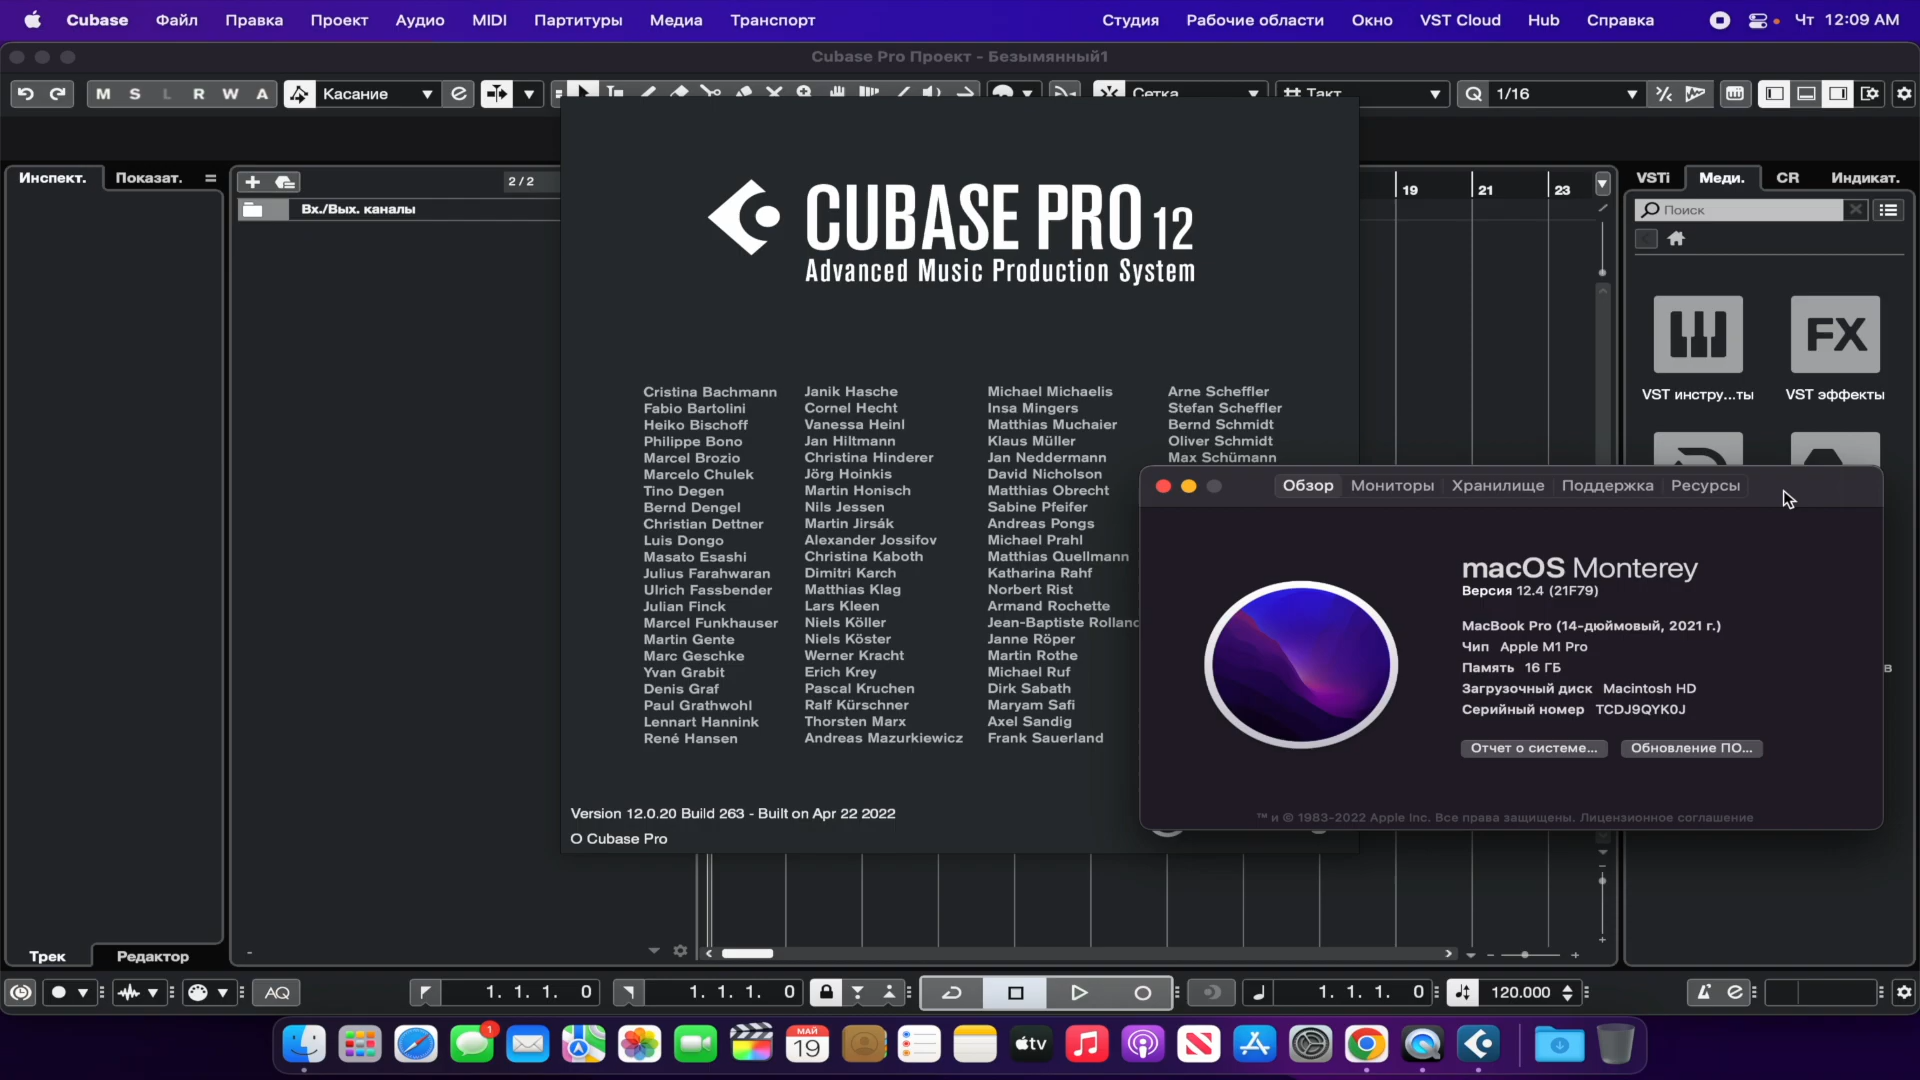 Cubase Файл Правка Проект Аудио MIDI Партитуры Медиа Транспорт Студия Рабочие области Окно VST Cloud Hub Справка Чт 12:09 AM
Cubase Pro Проект - Безымянный1
M S L R W A Касание Сетка Такт 1/16
Инспект. Показат. 2/2 19 21 23 VSTi Меди. CR Индикат.
Вх./Вых. каналы
Поиск
CUBASE PRO 12
Advanced Music Production System
VST инстру...ты VST эффекты
FX
Cristina Bachmann Janik Hasche Michael Michaelis Arne Scheffler
Fabio Bartolini Cornel Hecht Insa Mingers Stefan Scheffler
Heiko Bischoff Vanessa Heinl Matthias Muchaier Bernd Schmidt
Philippe Bono Jan Hiltmann Klaus Müller Oliver Schmidt
Marcel Brozio Christina Hinderer Jan Neddermann Max Schümann
Marcelo Chulek Jörg Hoinkis David Nicholson
Tino Degen Martin Honisch Matthias Obrecht
Bernd Dengel Nils Jessen Sabine Pfeifer
Christian Dettner Martin Jirsák Andreas Pongs
Luis Dongo Alexander Jossifov Michael Prahl
Masato Esashi Christina Kaboth Matthias Quellmann
Julius Farahwaran Dimitri Karch Katharina Rahf
Ulrich Fassbender Matthias Klag Norbert Rist
Julian Finck Lars Kleen Armand Rochette
Marcel Funkhauser Niels Köller Jean-Baptiste Rolland
Martin Gente Niels Köster Janne Röper
Marc Geschke Werner Kracht Martin Rothe
Yvan Grabit Erich Krey Michael Ruf
Denis Graf Pascal Kruchen Dirk Sabath
Paul Grathwohl Ralf Kürschner Maryam Safi
Lennart Hannink Thorsten Marx Axel Sandig
René Hansen Andreas Mazurkiewicz Frank Sauerland
Version 12.0.20 Build 263 - Built on Apr 22 2022
О Cubase Pro
Обзор Мониторы Хранилище Поддержка Ресурсы
macOS Monterey
Версия 12.4 (21F79)
MacBook Pro (14-дюймовый, 2021 г.)
Чип Apple M1 Pro
Память 16 ГБ
Загрузочный диск Macintosh HD
Серийный номер TCDJ9QYK0J
Отчет о системе... Обновление ПО...
™ и © 1983-2022 Apple Inc. Все права защищены. Лицензионное соглашение
в
Трек Редактор
AQ 1. 1. 1. 0 1. 1. 1. 0 1. 1. 1. 0 120.000
1 МАЙ 19 tv